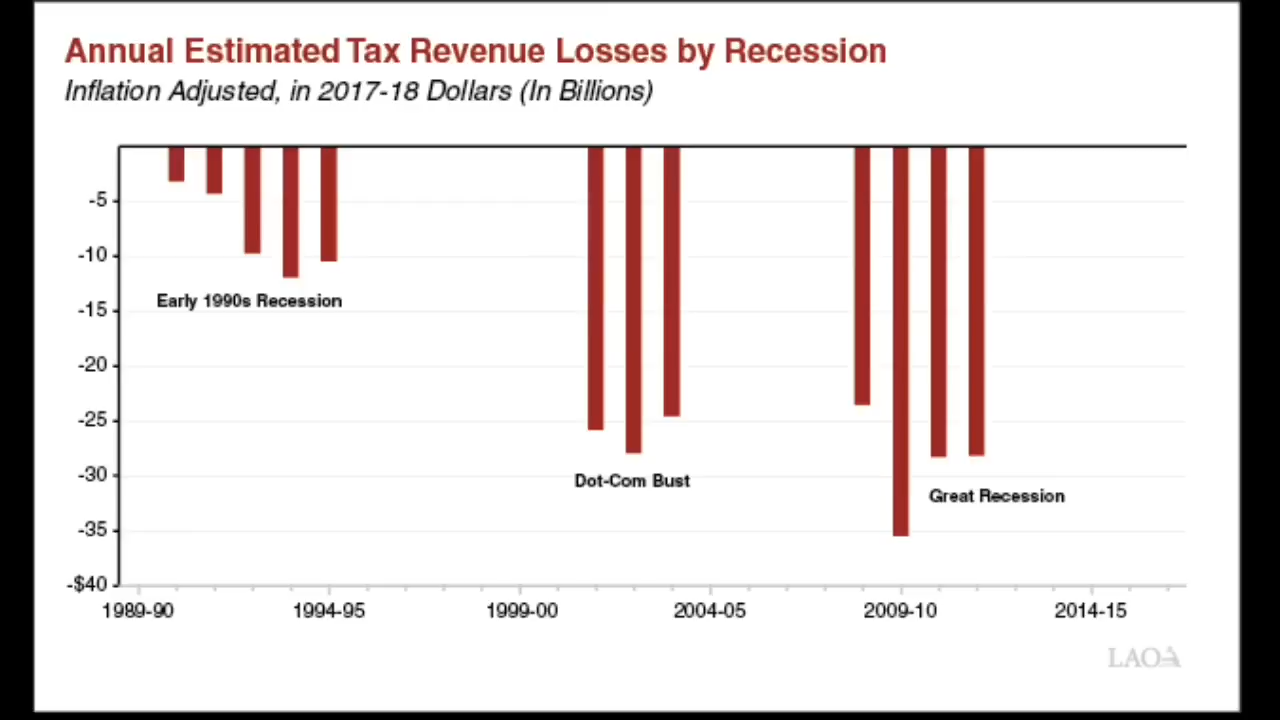 Annual Estimated Tax Revenue Losses by Recession
Inflation Adjusted, in 2017-18 Dollars (In Billions)
-5
-10
Early 1990s Recession
-15
-20
-25
-30
Dot-Com Bust
Great Recession
-35
-$40
1989-90 1994-95 1999-00 2004-05 2009-10 2014-15
LAO